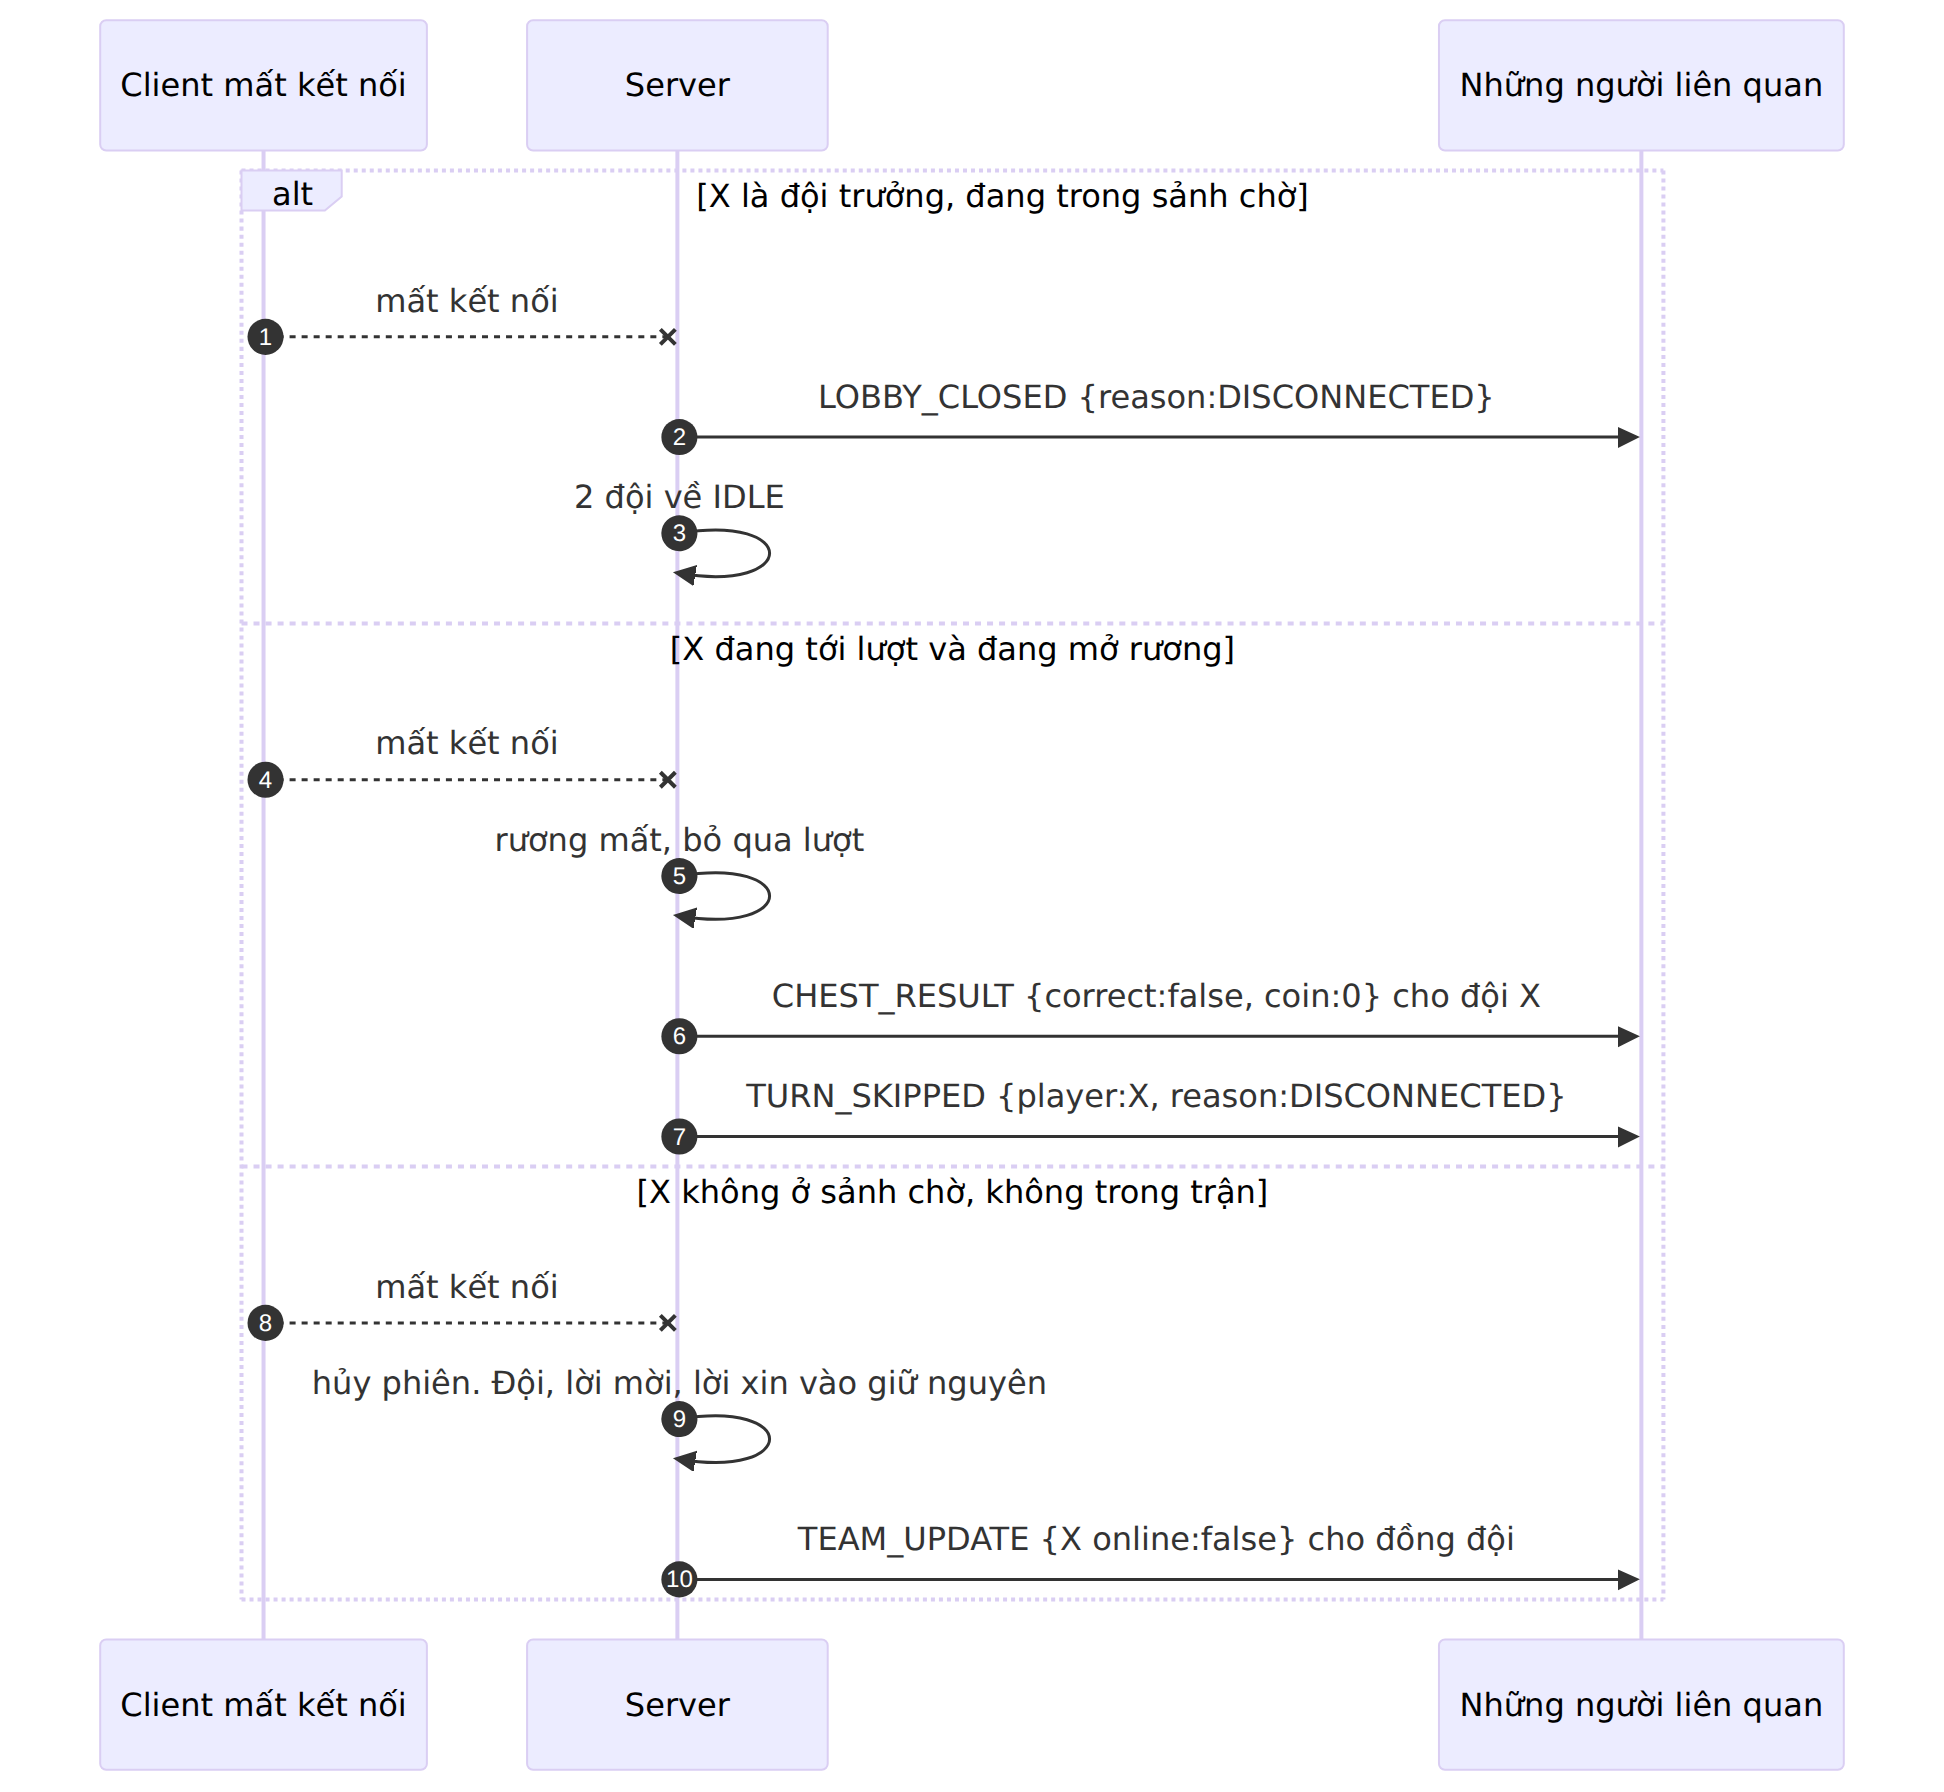 Client mất kết nối
Server
Những người liên quan
alt
[X là đội trưởng, đang trong sảnh chờ]
mất kết nối
1
LOBBY_CLOSED {reason:DISCONNECTED}
2
2 đội về IDLE
3
[X đang tới lượt và đang mở rương]
mất kết nối
4
rương mất, bỏ qua lượt
5
CHEST_RESULT {correct:false, coin:0} cho đội X
6
TURN_SKIPPED {player:X, reason:DISCONNECTED}
7
[X không ở sảnh chờ, không trong trận]
mất kết nối
8
hủy phiên. Đội, lời mời, lời xin vào giữ nguyên
9
TEAM_UPDATE {X online:false} cho đồng đội
10
Client mất kết nối
Server
Những người liên quan